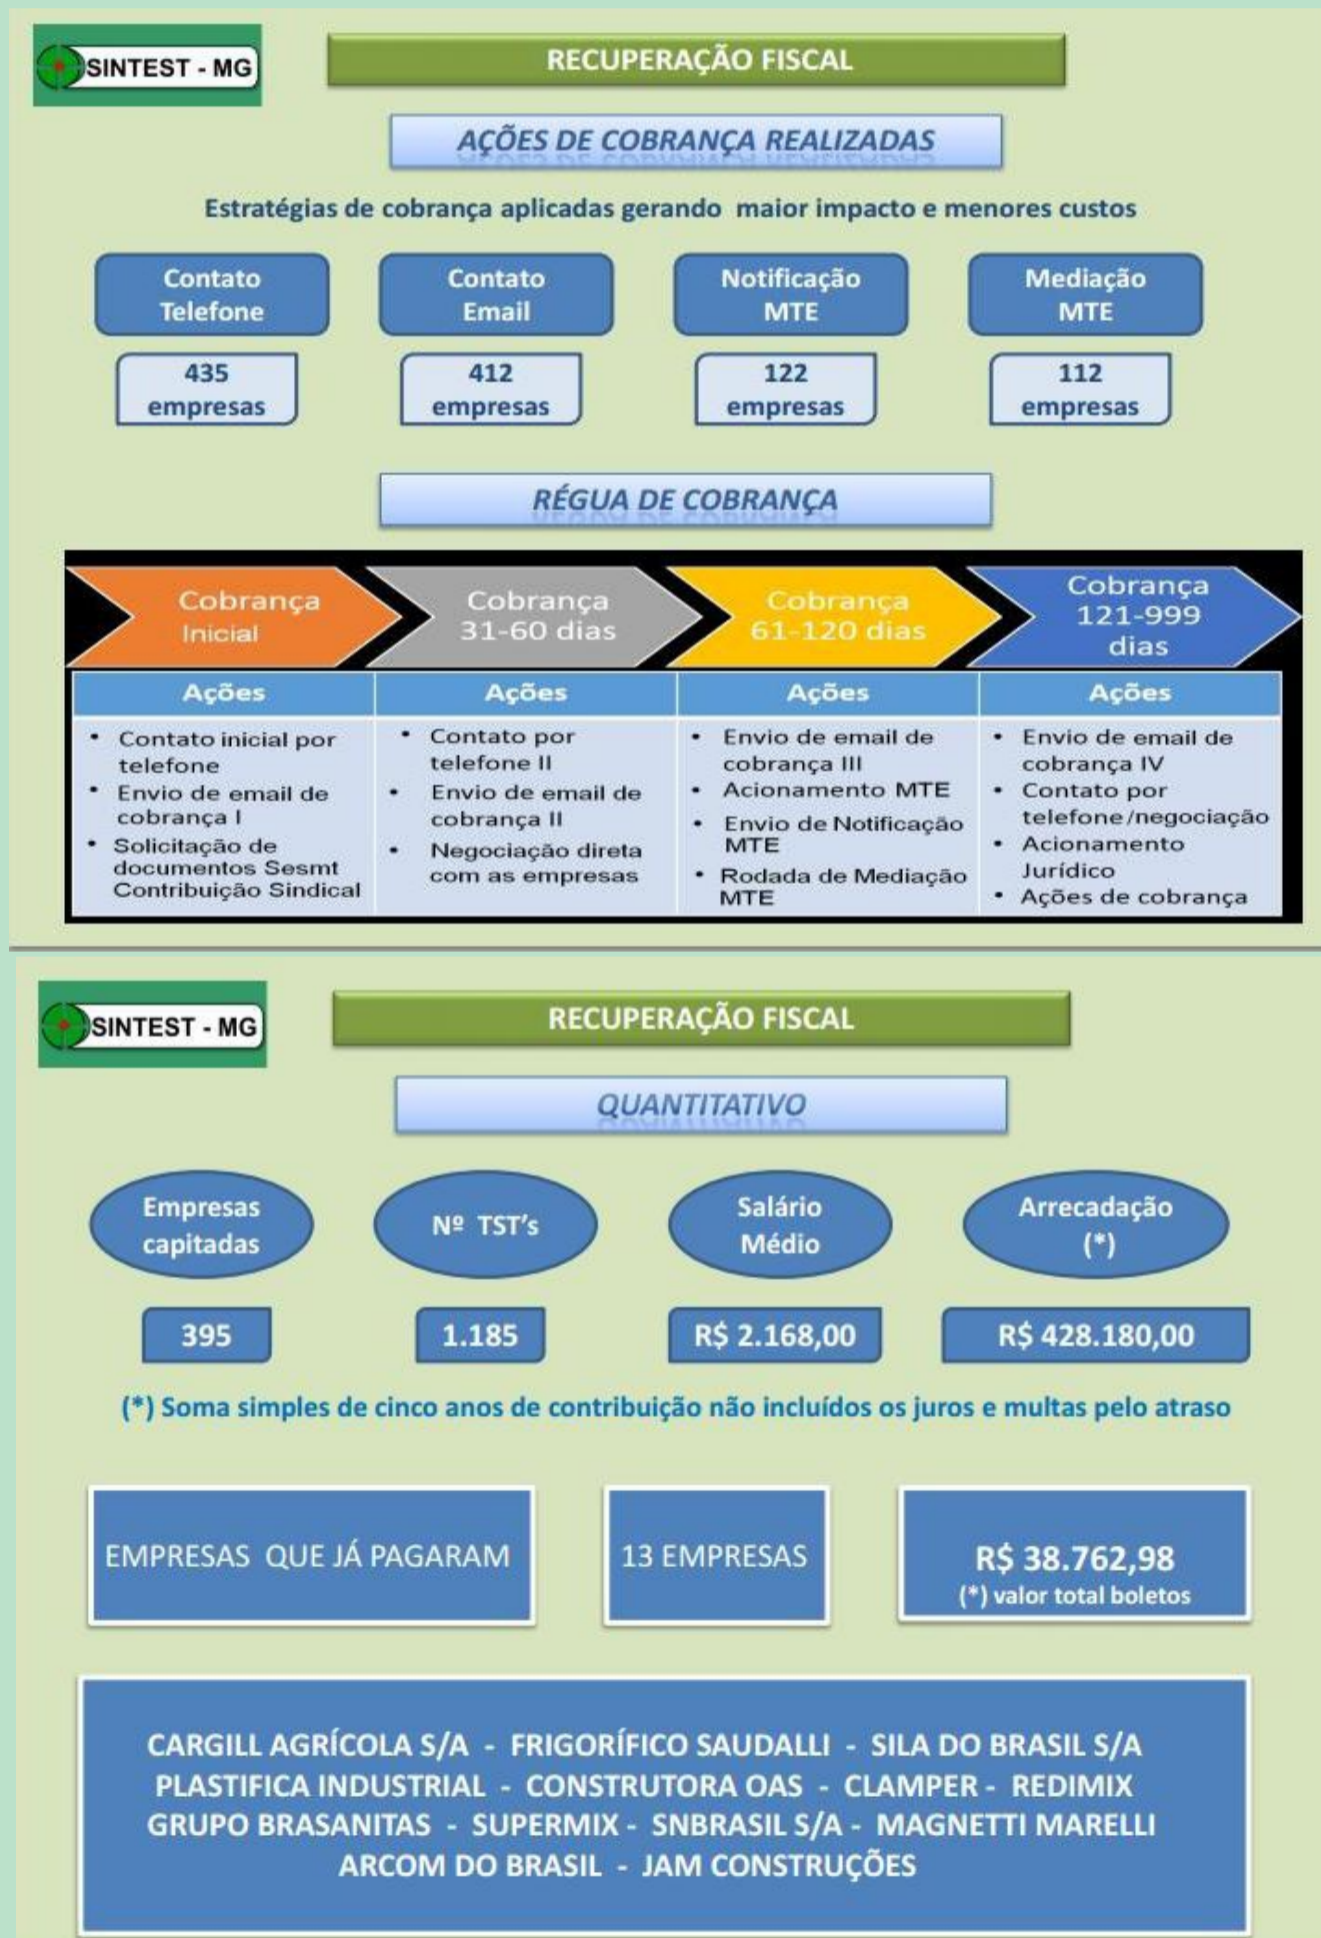 SINTEST - MG
RECUPERAÇÃO FISCAL
AÇÕES DE COBRANÇA REALIZADAS
Estratégias de cobrança aplicadas gerando maior impacto e menores custos
Contato
Telefone
Contato
Email
Notificação
MTE
Mediação
MTE
435
empresas
412
empresas
122
empresas
112
empresas
RÉGUA DE COBRANÇA
Cobrança
Inicial
Cobrança
31-60 dias
Cobrança
61-120 dias
Cobrança
121-999
dias
Ações
• Contato inicial por
telefone
• Envio de email de
cobrança I
• Solicitação de
documentos Sesmt
Contribuição Sindical
Ações
• Contato por
telefone II
• Envio de email de
cobrança II
• Negociação direta
com as empresas
Ações
• Envio de email de
cobrança III
• Acionamento MTE
• Envio de Notificação
MTE
• Rodada de Mediação
MTE
Ações
• Envio de email de
cobrança IV
• Contato por
telefone/negociação
• Acionamento
Jurídico
• Ações de cobrança
SINTEST - MG
RECUPERAÇÃO FISCAL
QUANTITATIVO
Empresas
capitadas
Nº TST's
Salário
Médio
Arrecadação
(*)
395
1.185
R$ 2.168,00
R$ 428.180,00
(*) Soma simples de cinco anos de contribuição não incluídos os juros e multas pelo atraso
EMPRESAS QUE JÁ PAGARAM
13 EMPRESAS
R$ 38.762,98
(*) valor total boletos
CARGILL AGRÍCOLA S/A - FRIGORÍFICO SAUDALLI - SILA DO BRASIL S/A
PLASTIFICA INDUSTRIAL - CONSTRUTORA OAS - CLAMPER - REDIMIX
GRUPO BRASANITAS - SUPERMIX - SNBRASIL S/A - MAGNETTI MARELLI
ARCOM DO BRASIL - JAM CONSTRUÇÕES